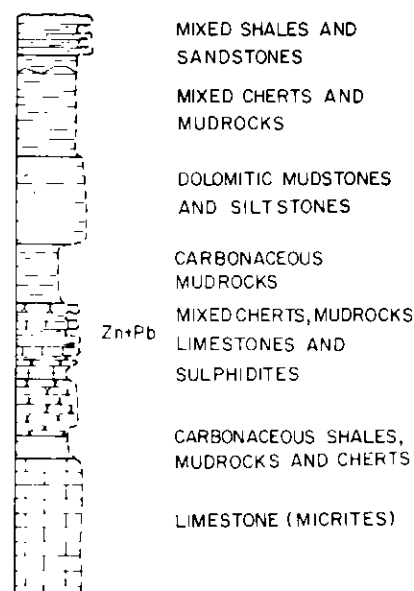 MIXED SHALES AND
SANDSTONES
MIXED CHERTS AND
MUDROCKS
DOLOMITIC MUDSTONES
AND SILTSTONES
CARBONACEOUS
MUDROCKS
Zn+Pb
MIXED CHERTS, MUDROCKS
LIMESTONES AND
SULPHIDITES
CARBONACEOUS SHALES,
MUDROCKS AND CHERTS
LIMESTONE (MICRITES)